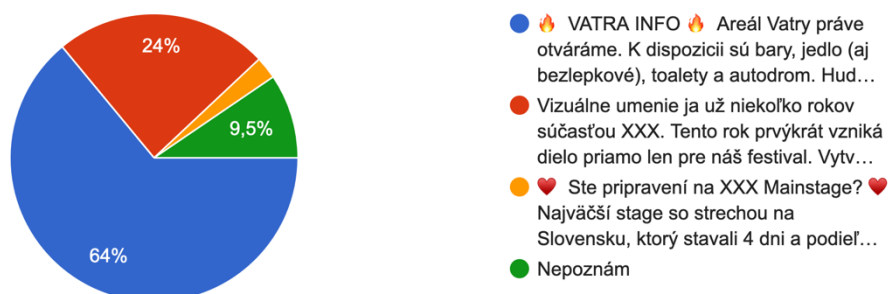 24%
9,5%
64%
🔥 VATRA INFO 🔥 Areál Vatry práve
otváráme. K dispozicii sú bary, jedlo (aj
bezlepkové), toalety a autodrom. Hud…
Vizuálne umenie ja už niekoľko rokov
súčasťou XXX. Tento rok prvýkrát vzniká
dielo priamo len pre náš festival. Vytv…
♥️ Ste pripravení na XXX Mainstage? ♥️
Najväčší stage so strechou na
Slovensku, ktorý stavali 4 dni a podieľ…
Nepoznám